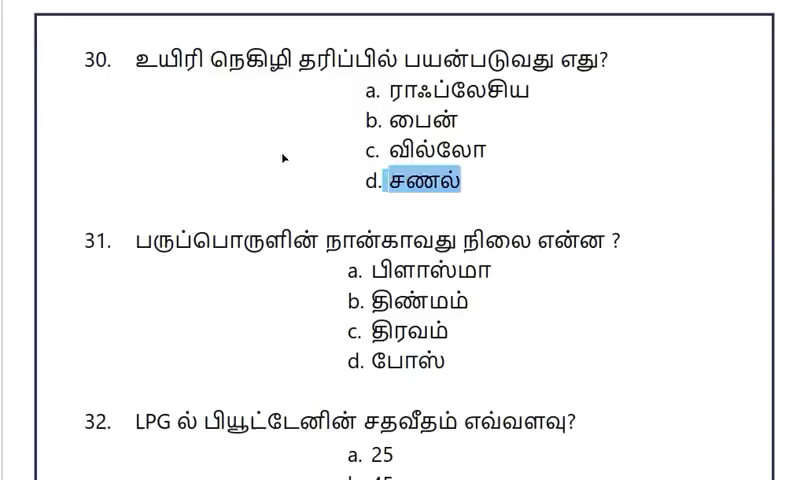 30. உயிரி நெகிழி தரிப்பில் பயன்படுவது எது?
a. ராஃப்லேசிய
b. பைன்
c. வில்லோ
d. சணல்
31. பருப்பொருளின் நான்காவது நிலை என்ன ?
a. பிளாஸ்மா
b. திண்மம்
c. திரவம்
d. போஸ்
32. LPG ல் பியூட்டேனின் சதவீதம் எவ்வளவு?
a. 25